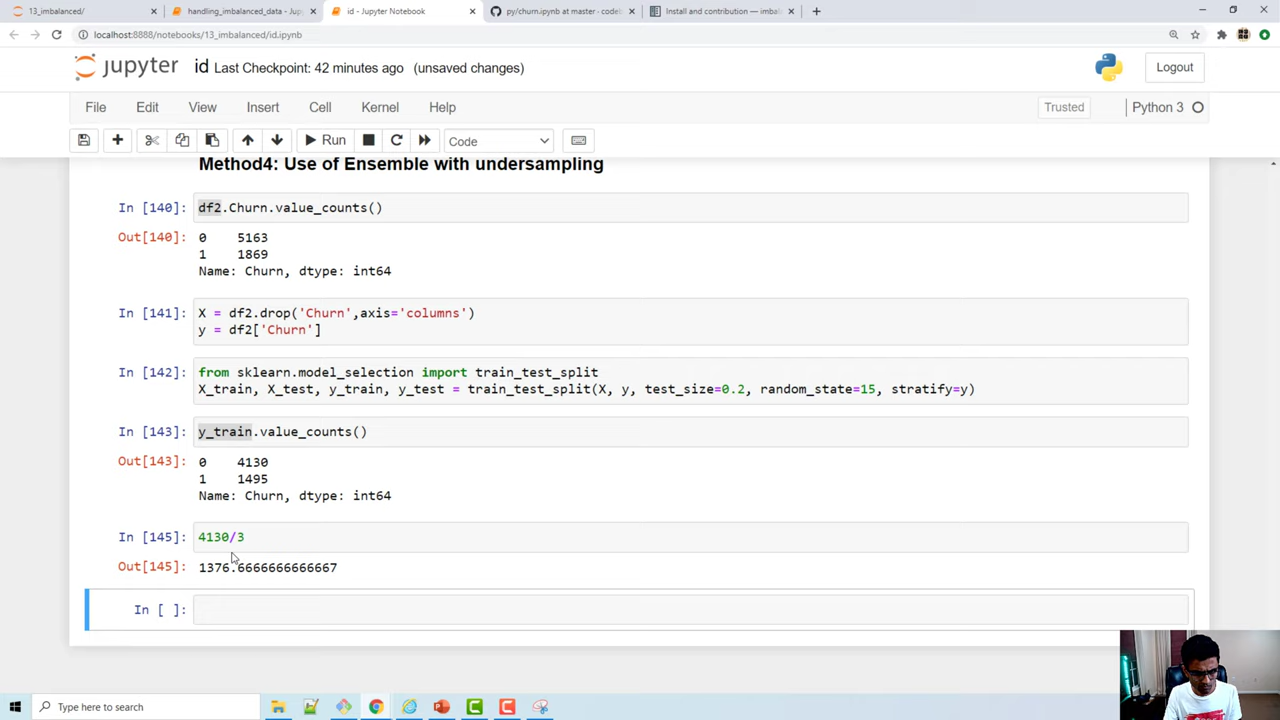 13_imbalanced/
handling_imbalanced_data - Jup
id - Jupyter Notebook
py/churn.ipynb at master · codeb
Install and contribution — imbal
localhost:8888/notebooks/13_imbalanced/id.ipynb
jupyter id Last Checkpoint: 42 minutes ago (unsaved changes)
Logout
File Edit View Insert Cell Kernel Help
Trusted
Python 3
Run
Code
Method4: Use of Ensemble with undersampling
In [140]: df2.Churn.value_counts()
Out[140]: 0 5163
1 1869
Name: Churn, dtype: int64
In [141]: X = df2.drop('Churn',axis='columns')
y = df2['Churn']
In [142]: from sklearn.model_selection import train_test_split
X_train, X_test, y_train, y_test = train_test_split(X, y, test_size=0.2, random_state=15, stratify=y)
In [143]: y_train.value_counts()
Out[143]: 0 4130
1 1495
Name: Churn, dtype: int64
In [145]: 4130/3
Out[145]: 1376.6666666666667
In [ ]:
Type here to search